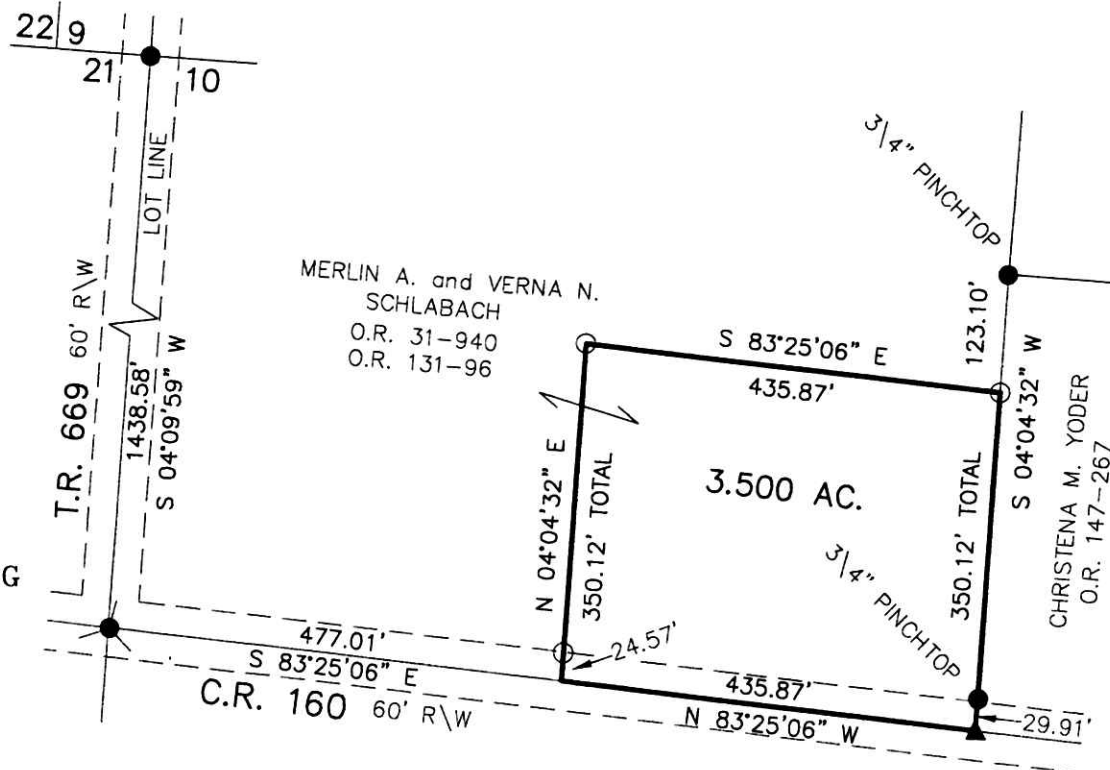 22 9
21 10
LOT LINE
T.R. 669 60' R\W
1438.58'
S 04°09'59" W
MERLIN A. and VERNA N.
SCHLABACH
O.R. 31-940
O.R. 131-96
3\4" PINCHTOP
123.10'
S 04°04'32" W
S 83°25'06" E
435.87'
N 04°04'32" E
350.12' TOTAL
3.500 AC.
3\4" PINCHTOP
350.12' TOTAL
CHRISTENA M. YODER
O.R. 147-267
G
477.01'
S 83°25'06" E
24.57'
C.R. 160 60' R\W
435.87'
N 83°25'06" W
29.91'